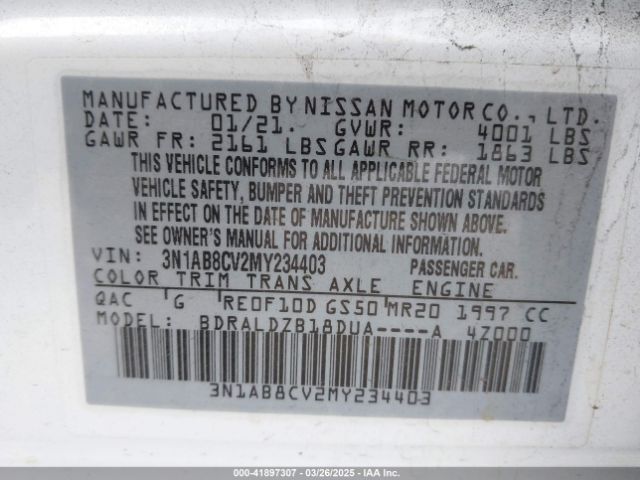 MANUFACTURED BY NISSAN MOTOR CO., LTD.
DATE: 01/21. GVWR: 4001 LBS
GAWR FR: 2161 LBS GAWR RR: 1863 LBS
THIS VEHICLE CONFORMS TO ALL APPLICABLE FEDERAL MOTOR
VEHICLE SAFETY, BUMPER AND THEFT PREVENTION STANDARDS
IN EFFECT ON THE DATE OF MANUFACTURE SHOWN ABOVE.
SEE OWNER'S MANUAL FOR ADDITIONAL INFORMATION.
VIN: 3N1AB8CV2MY234403 PASSENGER CAR.
COLOR TRIM TRANS AXLE ENGINE
QAC G RE0F10D GS50 MR20 1997 CC
MODEL: BDRALDZB18DUA----A 4Z000
3N1AB8CV2MY234403
000-41897307 / 03/26/2025 / IAAI.COM